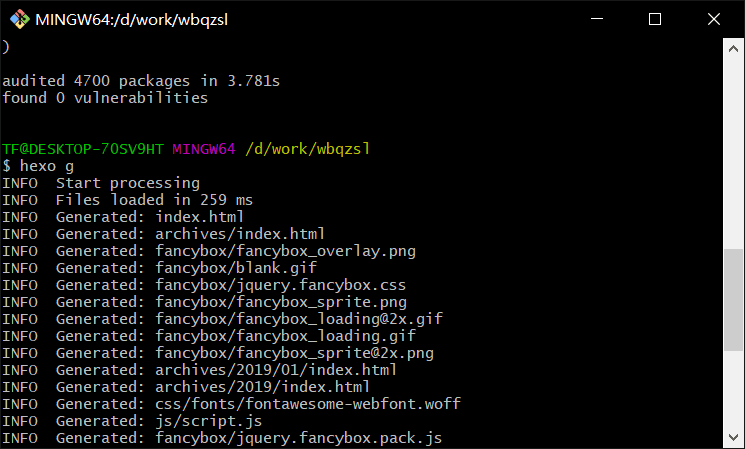 MINGW64:/d/work/wbqzsl
)
audited 4700 packages in 3.781s
found 0 vulnerabilities
TF@DESKTOP-7OSV9HT MINGW64 /d/work/wbqzsl
$ hexo g
INFO  Start processing
INFO  Files loaded in 259 ms
INFO  Generated: index.html
INFO  Generated: archives/index.html
INFO  Generated: fancybox/fancybox_overlay.png
INFO  Generated: fancybox/blank.gif
INFO  Generated: fancybox/jquery.fancybox.css
INFO  Generated: fancybox/fancybox_sprite.png
INFO  Generated: fancybox/fancybox_loading@2x.gif
INFO  Generated: fancybox/fancybox_loading.gif
INFO  Generated: fancybox/fancybox_sprite@2x.png
INFO  Generated: archives/2019/01/index.html
INFO  Generated: archives/2019/index.html
INFO  Generated: css/fonts/fontawesome-webfont.woff
INFO  Generated: js/script.js
INFO  Generated: fancybox/jquery.fancybox.pack.js